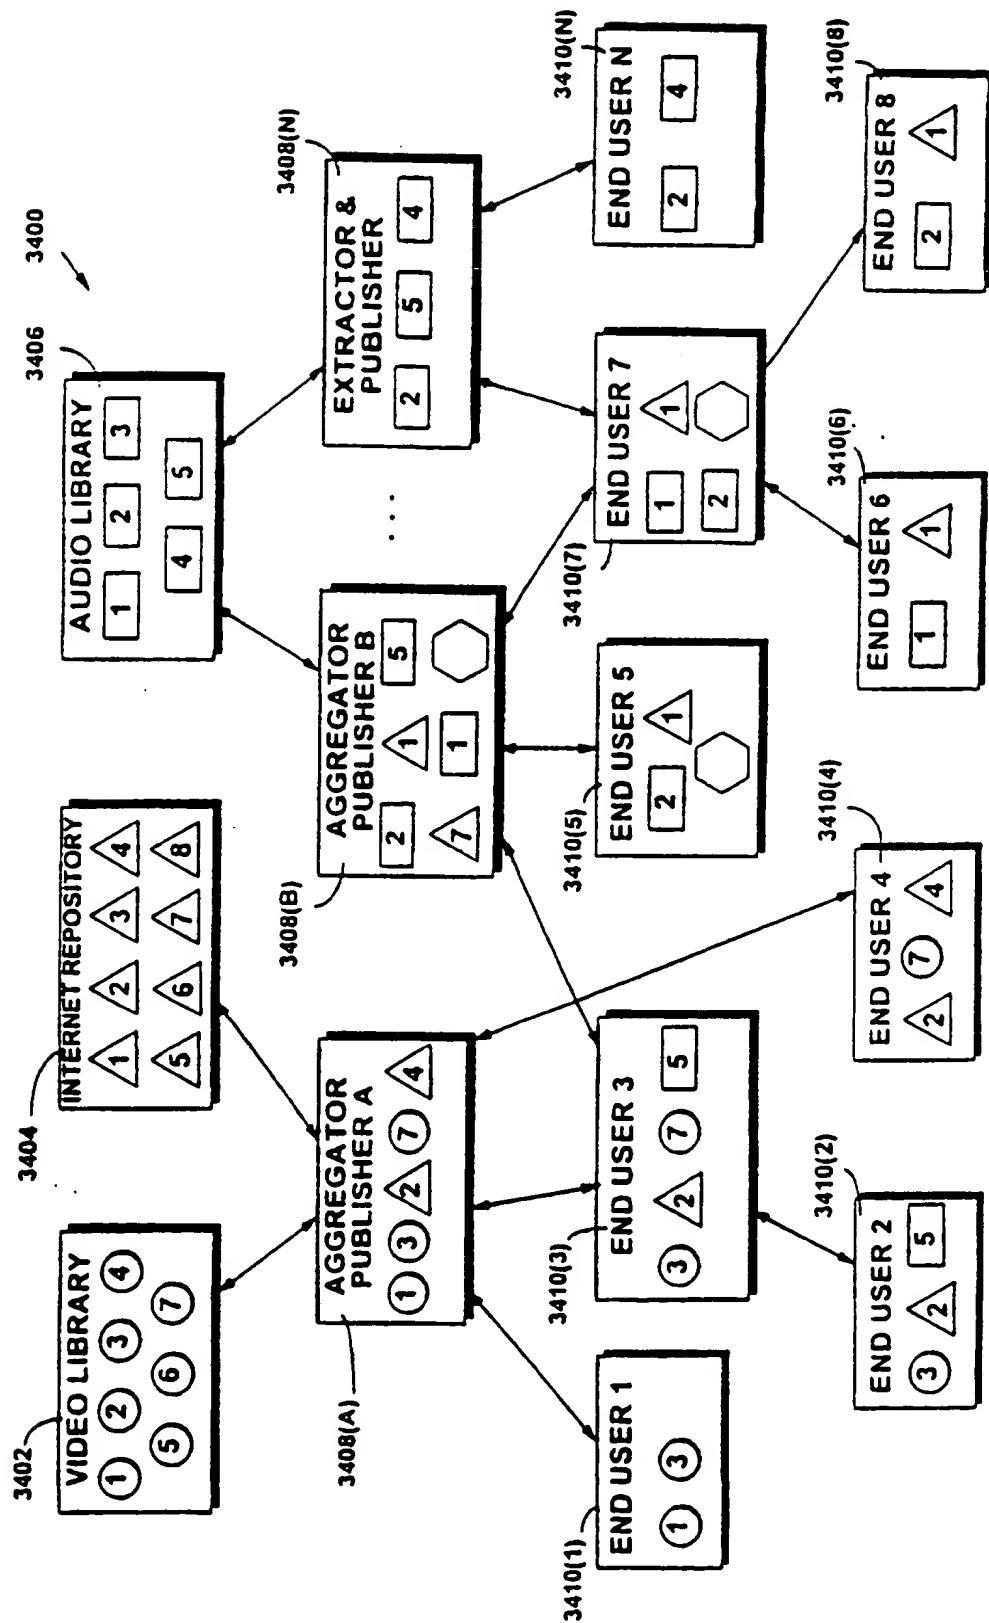 3400
3402
VIDEO LIBRARY
1 2 3 4
5 6 7
3404
INTERNET REPOSITORY
1 2 3 4
5 6 7 8
3406
AUDIO LIBRARY
1 2 3
4 5
3408(A)
AGGREGATOR
PUBLISHER A
1 3 2 7 4
3408(B)
AGGREGATOR
PUBLISHER B
2 1 5
7 1
...
3408(N)
EXTRACTOR &
PUBLISHER
2 5 4
3410(1)
END USER 1
1 3
3410(3)
END USER 3
3 2 7 5
3410(5)
END USER 5
2 1
3410(7)
END USER 7
1 1
2
3410(N)
END USER N
2 4
3410(2)
END USER 2
3 2 5
3410(4)
END USER 4
2 7 4
3410(6)
END USER 6
1 1
3410(8)
END USER 8
2 1